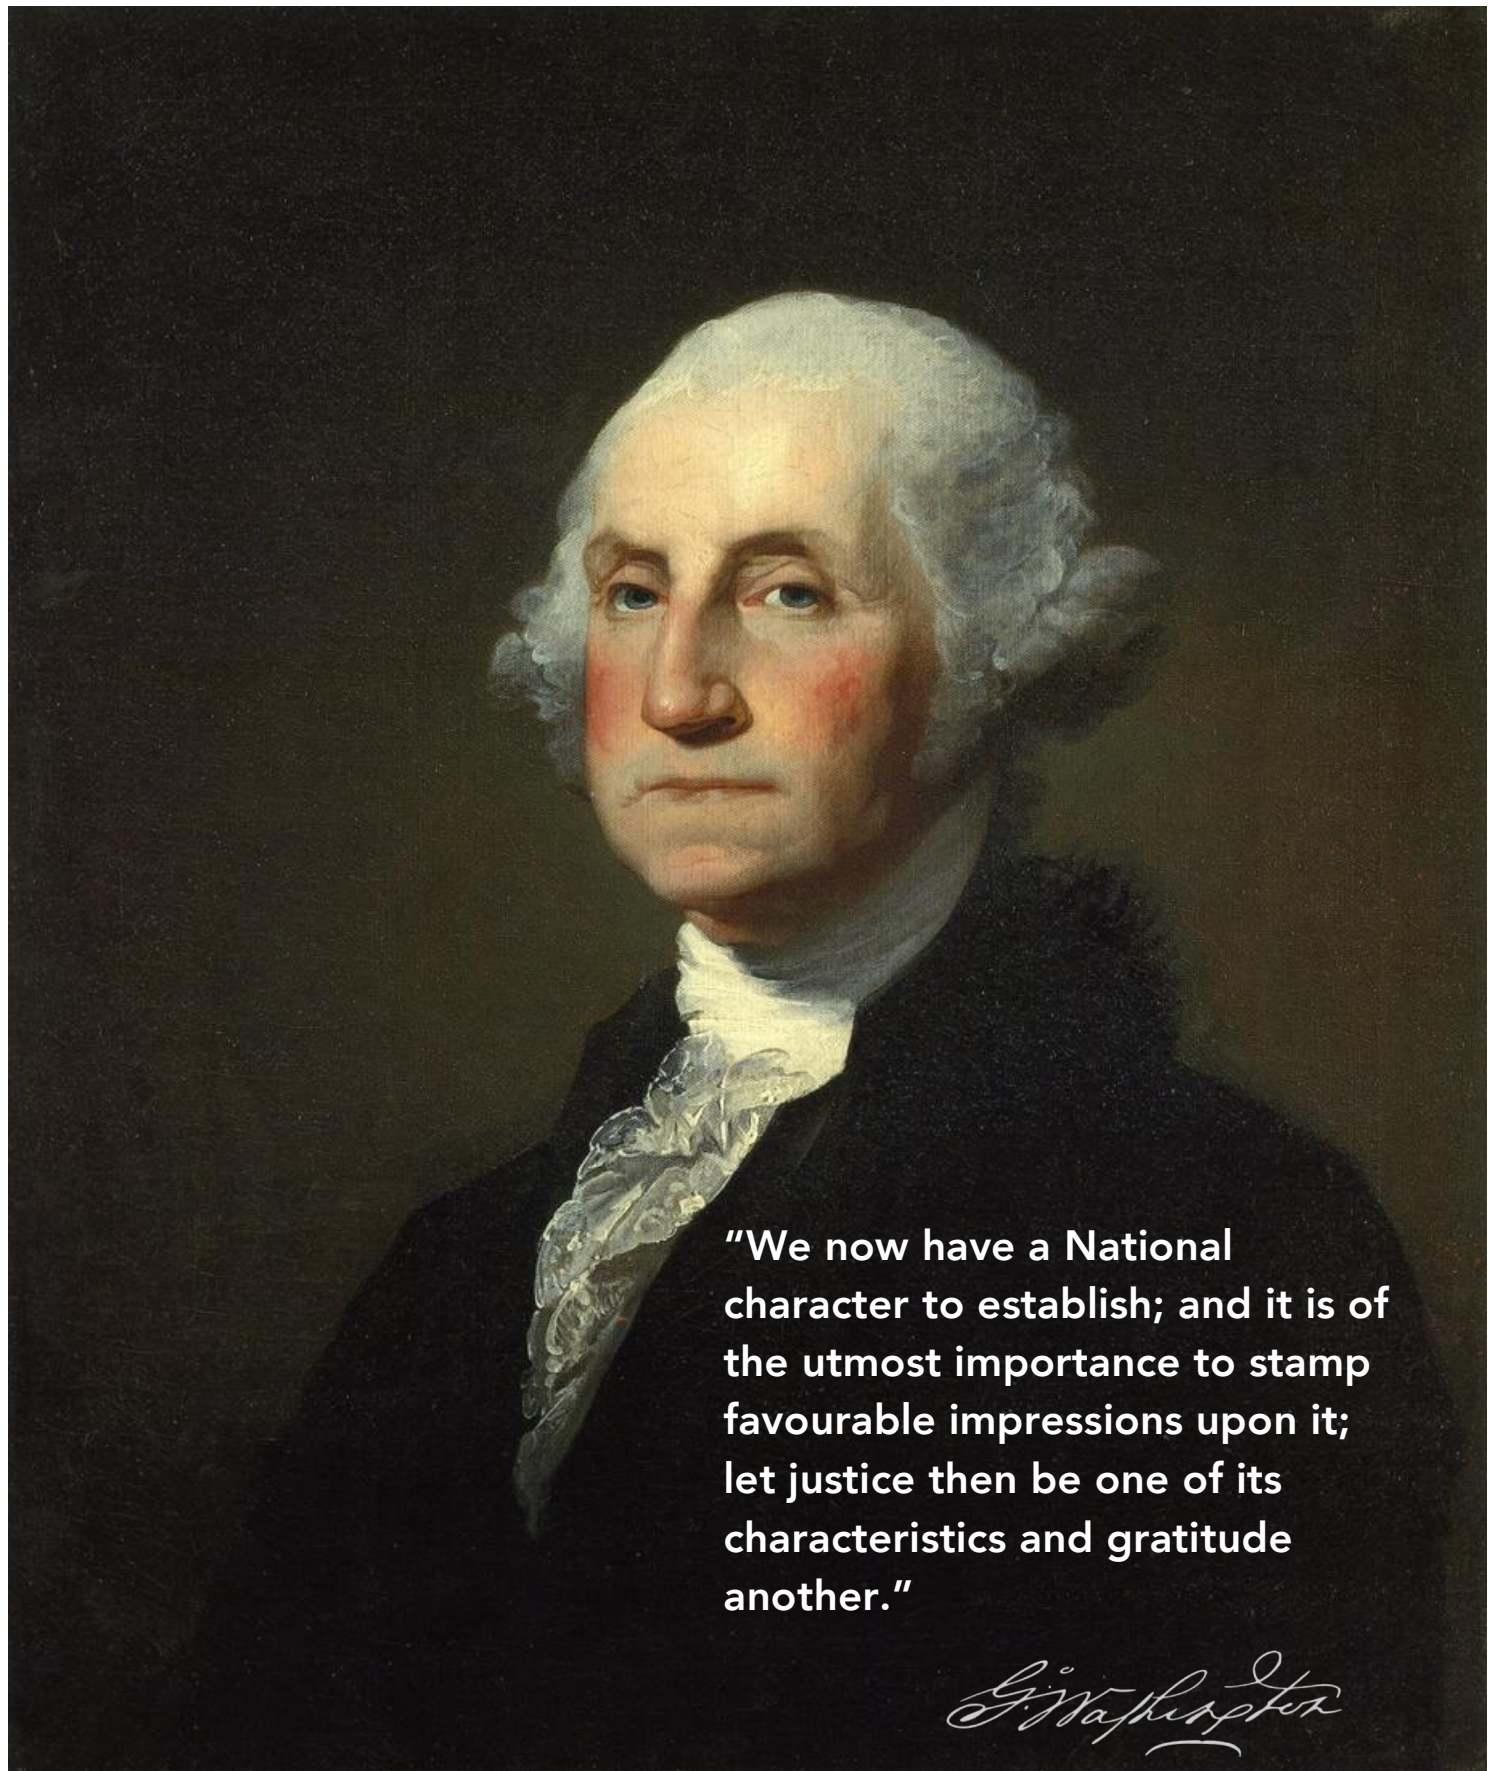 “We now have a National
character to establish; and it is of
the utmost importance to stamp
favourable impressions upon it;
let justice then be one of its
characteristics and gratitude
another.”
G:Washington